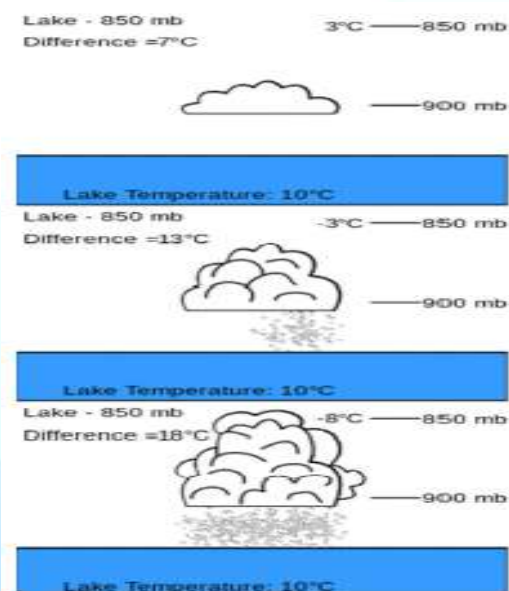 Lake - 850 mb 3°C 850 mb
Difference =7°C
900 mb
Lake Temperature: 10°C
Lake - 850 mb -3°C 850 mb
Difference =13°C
900 mb
Lake Temperature: 10°C
Lake - 850 mb -8°C 850 mb
Difference =18°C
900 mb
Lake Temperature: 10°C